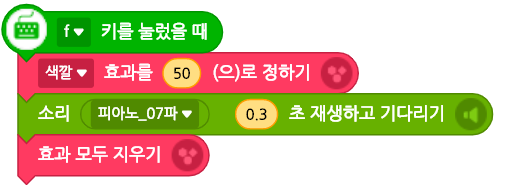 f 키를 눌렀을 때
색깔 효과를 50 (으)로 정하기
소리 피아노_07파 0.3 초 재생하고 기다리기
효과 모두 지우기